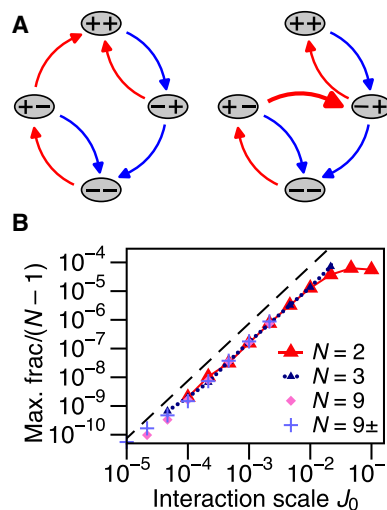 A
++
++
+−
−+
+−
−+
−−
−−
B
Max. frac/(N − 1)
10⁻⁴
10⁻⁵
10⁻⁶
10⁻⁷
10⁻⁸
10⁻⁹
10⁻¹⁰
N = 2
N = 3
N = 9
N = 9±
10⁻⁵ 10⁻⁴ 10⁻³ 10⁻² 10⁻¹
Interaction scale J₀